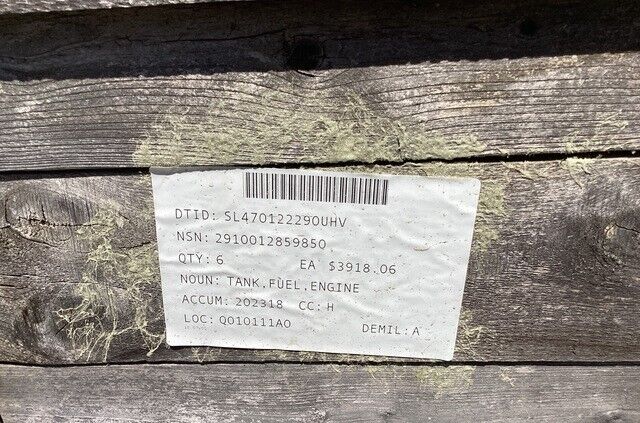 DTID: SL470122290UHV
NSN: 2910012859850
QTY: 6 EA $3918.06
NOUN: TANK,FUEL,ENGINE
ACCUM: 202318 CC: H
LOC: Q010111A0 DEMIL: A